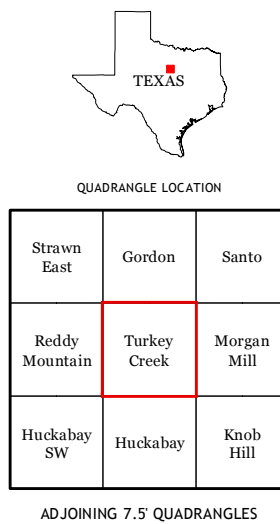 TEXAS
QUADRANGLE LOCATION
Strawn
East
Gordon
Santo
Reddy
Mountain
Turkey
Creek
Morgan
Mill
Huckabay
SW
Huckabay
Knob
Hill
ADJOINING 7.5' QUADRANGLES